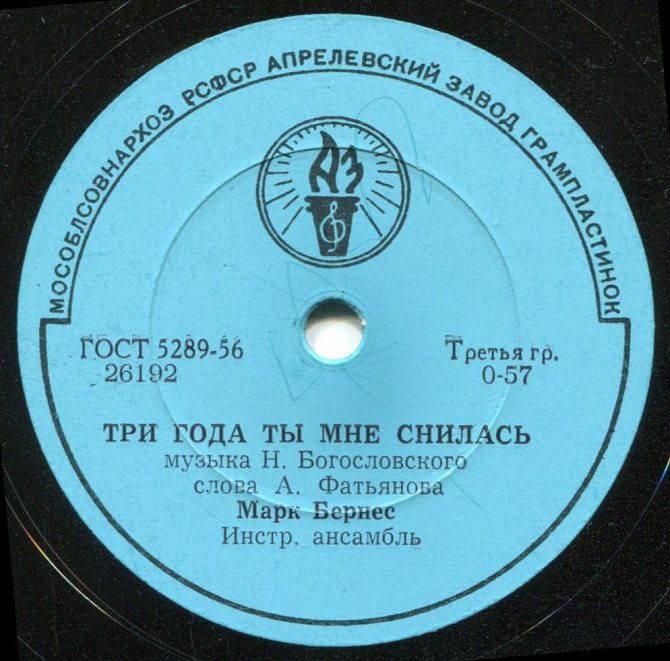 МОСОБЛСОВНАРХОЗ РСФСР АПРЕЛЕВСКИЙ ЗАВОД ГРАМПЛАСТИНОК
АЗ
ГОСТ 5289-56
26192
Третья гр.
0-57
ТРИ ГОДА ТЫ МНЕ СНИЛАСЬ
музыка Н. Богословского
слова А. Фатьянова
Марк Бернес
Инстр. ансамбль